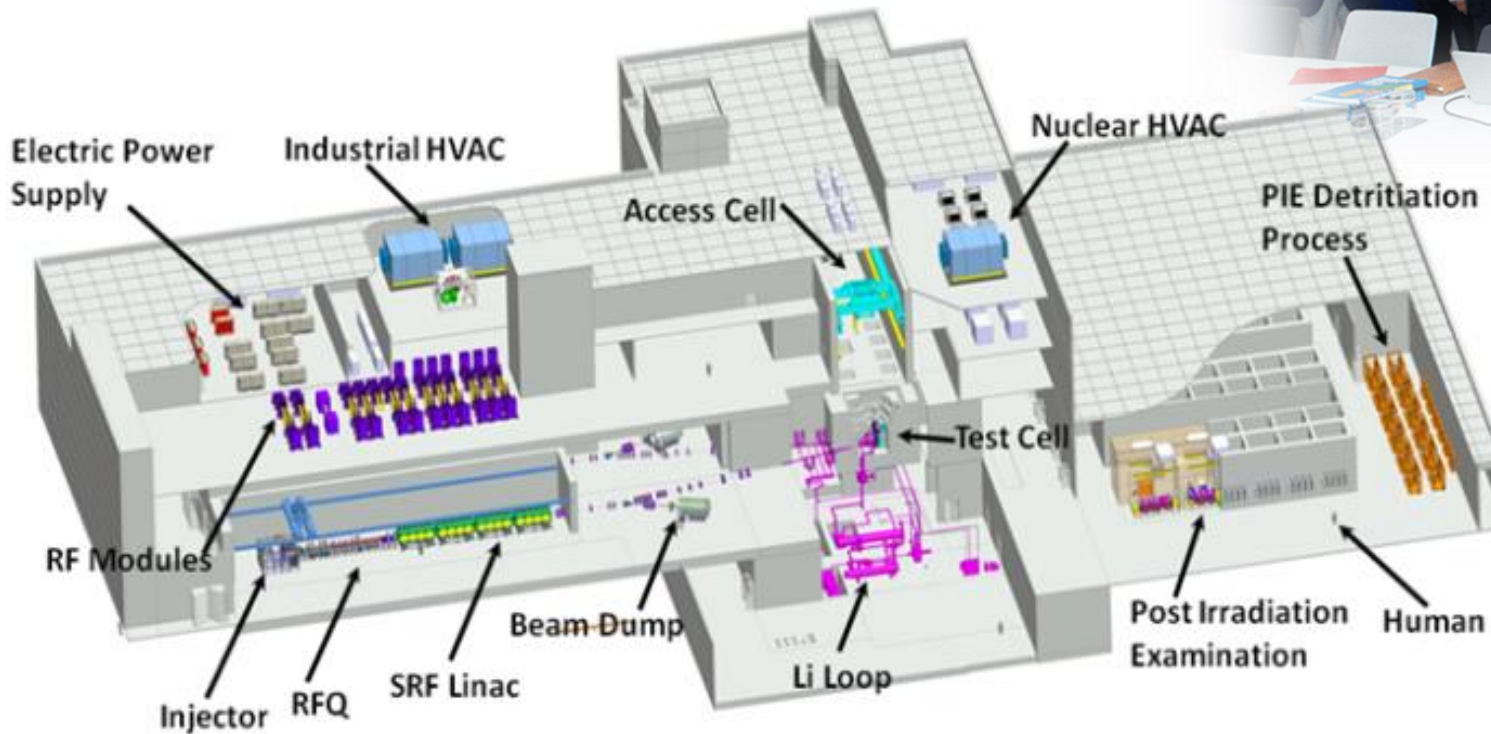 Electric Power
Supply
Industrial HVAC
Access Cell
Nuclear HVAC
PIE Detritiation
Process
Test Cell
RF Modules
Injector
RFQ
SRF Linac
Beam Dump
Li Loop
Post Irradiation
Examination
Human